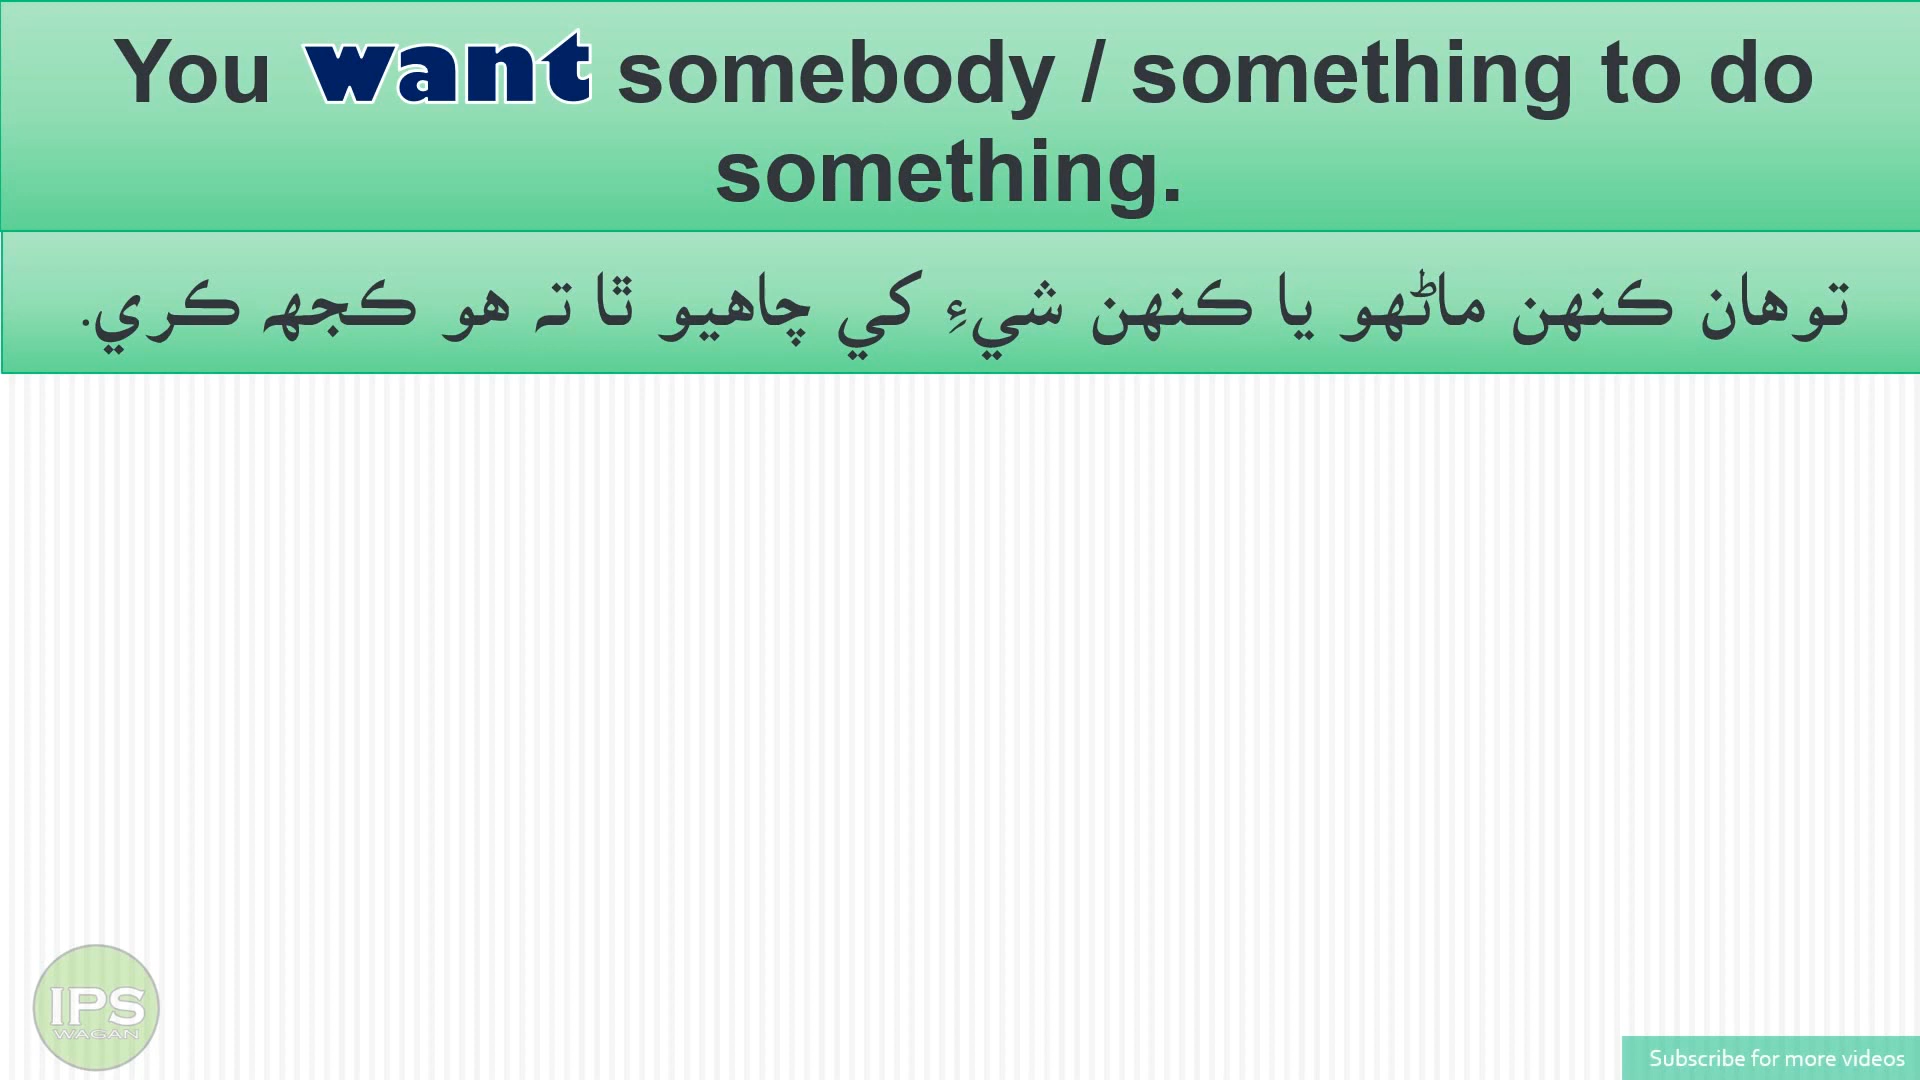 You want somebody / something to do
something.
توهان ڪنهن ماڻهو يا ڪنهن شيءِ کي چاهيو ٿا ته هو ڪجهه ڪري.
IPS
WAGAN
Subscribe for more videos